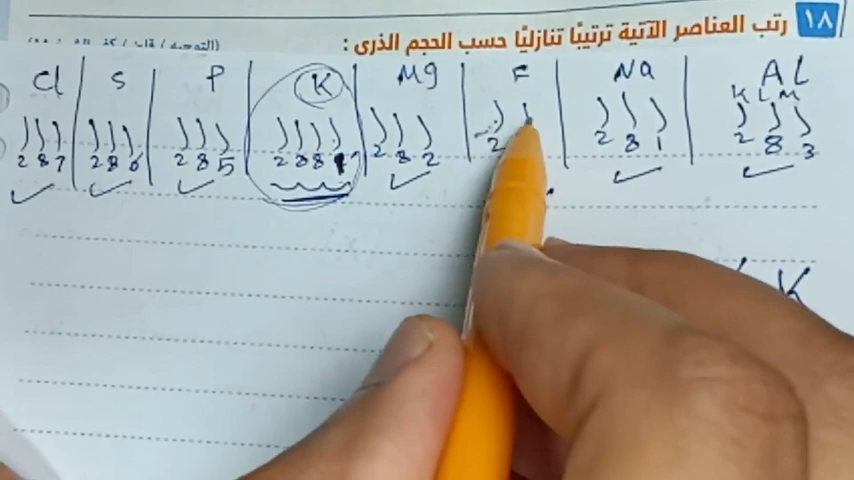 ١٨ رتب العناصر الآتية ترتيبًا تنازليًا حسب الحجم الذرى :
Cl S P K Mg F Na Al
K L M
2 8 7 2 8 6 2 8 5 2 8 8 1 2 8 2 2 2 8 1 2 8 3
K